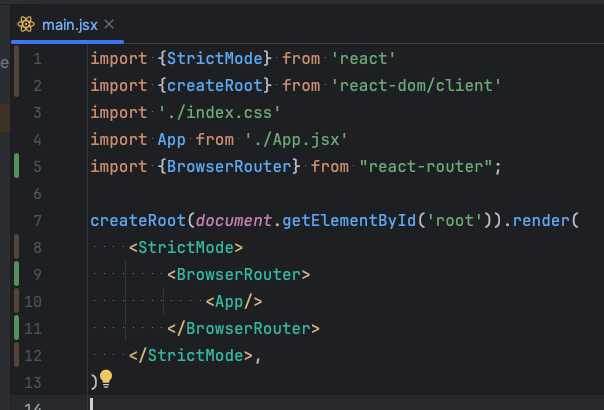 main.jsx
1 import {StrictMode} from 'react'
2 import {createRoot} from 'react-dom/client'
3 import './index.css'
4 import App from './App.jsx'
5 import {BrowserRouter} from "react-router";
6
7 createRoot(document.getElementById('root')).render(
8     <StrictMode>
9         <BrowserRouter>
10             <App/>
11         </BrowserRouter>
12     </StrictMode>,
13 )
14